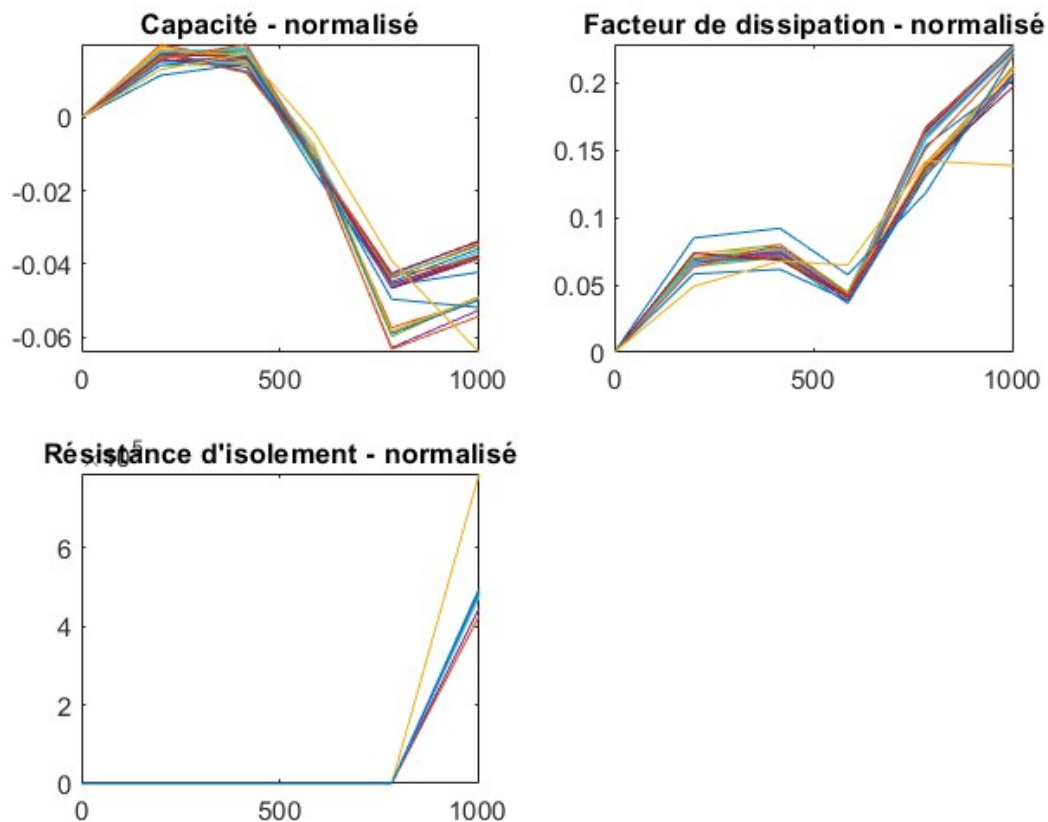 Capacité - normalisé
0
-0.02
-0.04
-0.06
0 500 1000
Facteur de dissipation - normalisé
0.2
0.15
0.1
0.05
0
0 500 1000
Résistance d'isolement - normalisé
6
4
2
0
0 500 1000